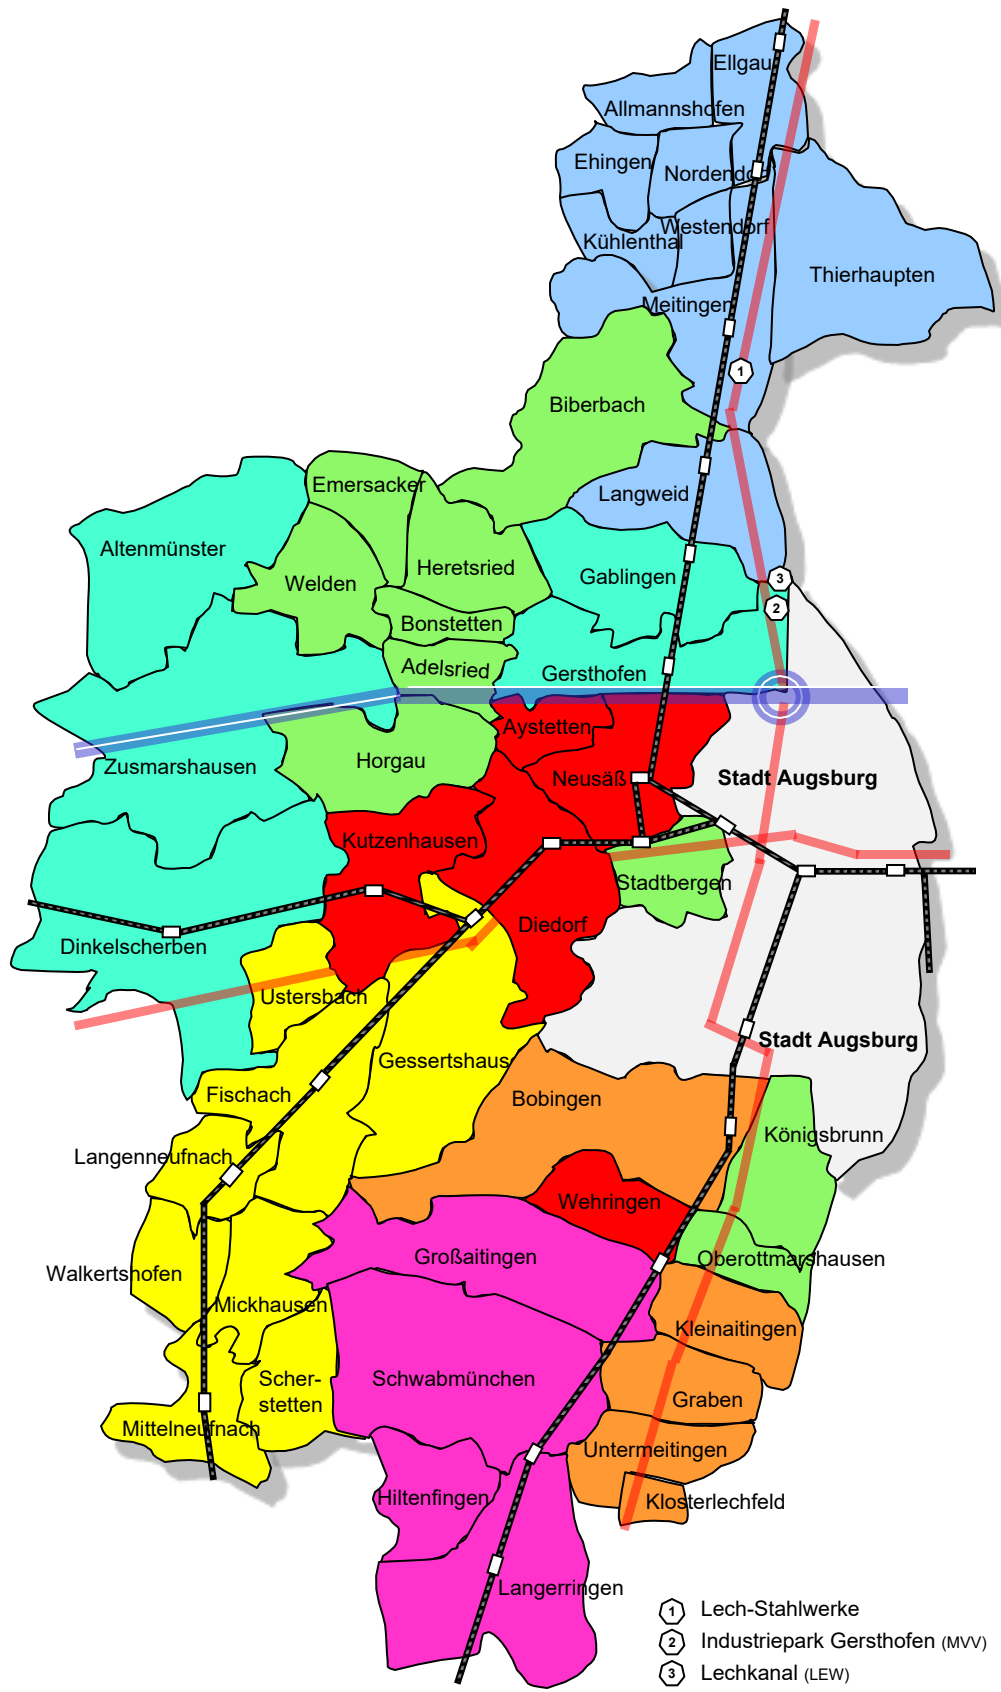 Ellgau
Allmannshofen
Ehingen
Nordendorf
Westendorf
Kühlenthal
Thierhaupten
Meitingen
1
Biberbach
Emersacker
Langweid
Altenmünster
Welden
Heretsried
Gablingen
3
2
Bonstetten
Adelsried
Gersthofen
Aystetten
Zusmarshausen
Horgau
Neusäß
Stadt Augsburg
Kutzenhausen
Stadtbergen
Dinkelscherben
Diedorf
Ustersbach
Gessertshaus
Stadt Augsburg
Fischach
Bobingen
Königsbrunn
Langenneufnach
Wehringen
Walkertshofen
Großaitingen
Oberottmarshausen
Mickhausen
Kleinaitingen
Scher-
stetten
Schwabmünchen
Graben
Mittelneufnach
Untermeitingen
Hiltenfingen
Klosterlechfeld
Langerringen
1 Lech-Stahlwerke
2 Industriepark Gersthofen (MVV)
3 Lechkanal (LEW)